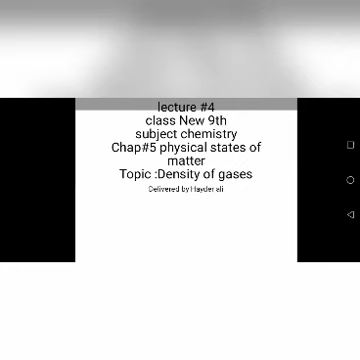 lecture #4
class New 9th
subject chemistry
Chap#5 physical states of
matter
Topic :Density of gases
Delivered by Hayder ali